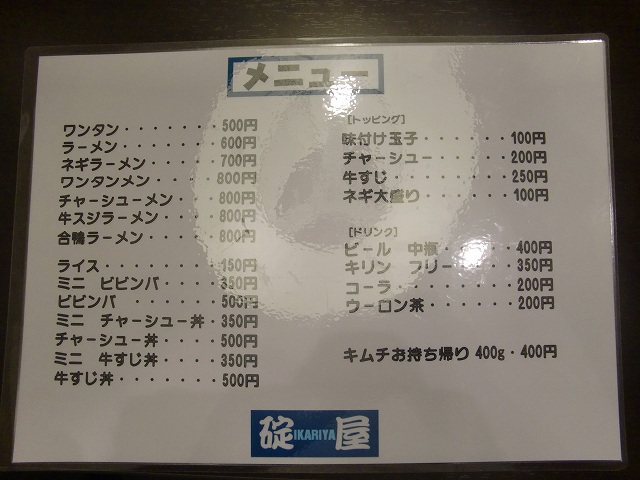 メニュー
ワンタン・・・・・・・500円
ラーメン・・・・・・・600円
ネギラーメン・・・・・700円
ワンタンメン・・・・・800円
チャーシューメン・・・800円
牛スジラーメン・・・・800円
合鴨ラーメン・・・・・800円
ライス・・・・・・・・150円
ミニ ビビンバ・・・・350円
ビビンバ ・・・・・・500円
ミニ チャーシュー丼・350円
チャーシュー丼・・・・500円
ミニ 牛すじ丼・・・・350円
牛すじ丼・・・・・・・500円
[トッピング]
味付け玉子・・・・・・・100円
チャーシュー・・・・・・200円
牛すじ・・・・・・・・・250円
ネギ大盛り・・・・・・・100円
[ドリンク]
ビール 中瓶・・・・・・400円
キリン フリー・・・・・350円
コーラ・・・・・・・・・200円
ウーロン茶・・・・・・・200円
キムチお持ち帰り 400g・400円
碇IKARIYA屋